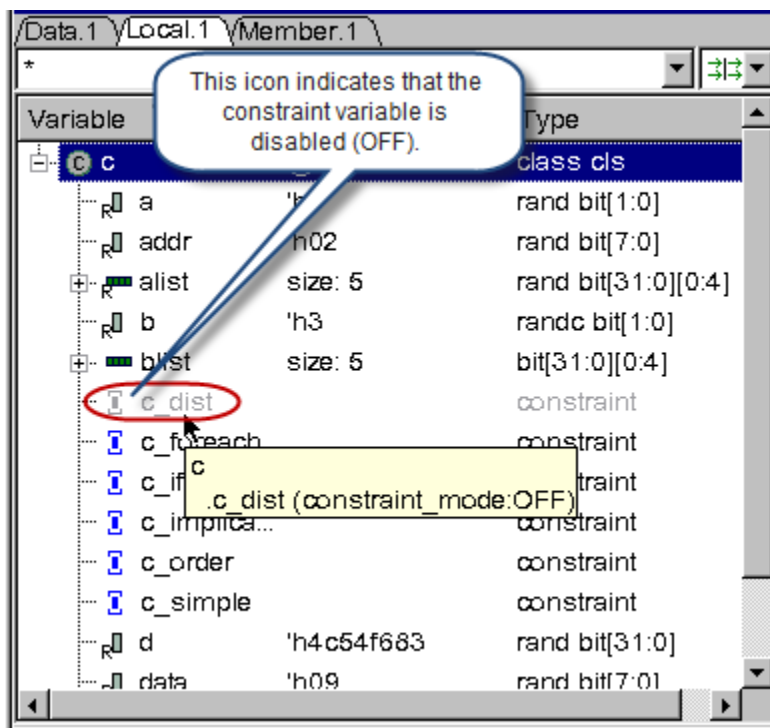 Data.1 Local.1 Member.1
*
This icon indicates that the
constraint variable is
disabled (OFF).
Variable Type
C c class cls
R a 'h rand bit[1:0]
R addr 'h02 rand bit[7:0]
R alist size: 5 rand bit[31:0][0:4]
R b 'h3 randc bit[1:0]
blist size: 5 bit[31:0][0:4]
c_dist constraint
c_foreach constraint
c_if traint
c
.c_dist (constraint_mode:OFF)
c_implica... constraint
c_order constraint
c_simple constraint
R d 'h4c54f683 rand bit[31:0]
data 'h09 rand bit[7:0]